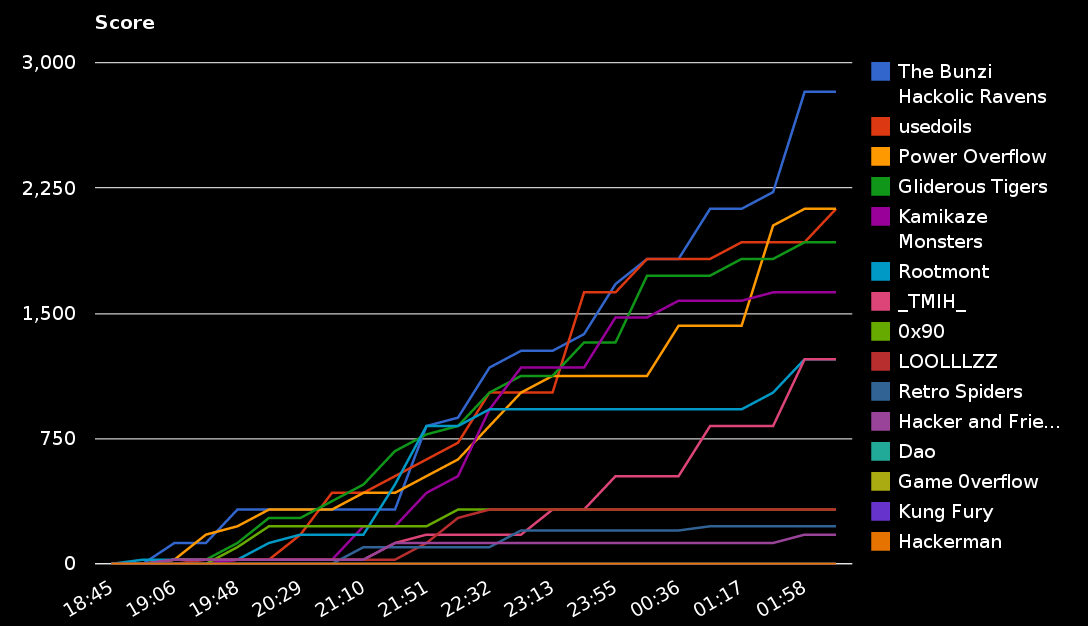 Score
3,000
2,250
1,500
750
0
18:45
19:06
19:48
20:29
21:10
21:51
22:32
23:13
23:55
00:36
01:17
01:58
The Bunzi
Hackolic Ravens
usedoils
Power Overflow
Gliderous Tigers
Kamikaze
Monsters
Rootmont
_TMIH_
0x90
LOOLLLZZ
Retro Spiders
Hacker and Frie...
Dao
Game 0verflow
Kung Fury
Hackerman